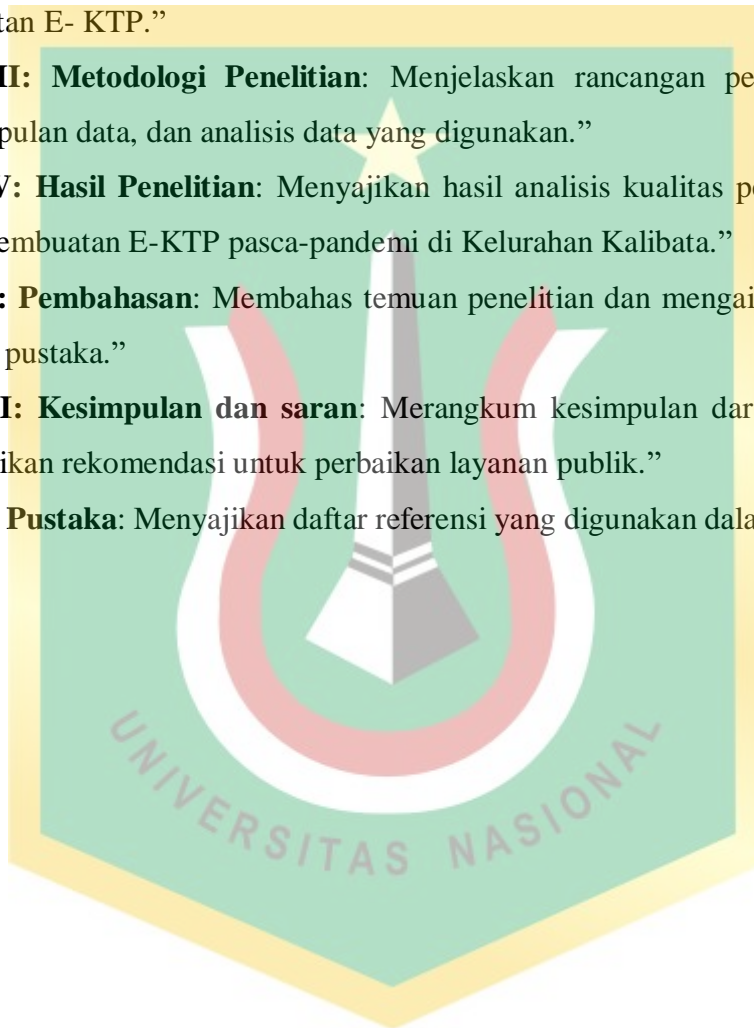 tan E- KTP.”
II: Metodologi Penelitian: Menjelaskan rancangan pe
pulan data, dan analisis data yang digunakan.”
V: Hasil Penelitian: Menyajikan hasil analisis kualitas p
embuatan E-KTP pasca-pandemi di Kelurahan Kalibata.”
: Pembahasan: Membahas temuan penelitian dan mengai
pustaka.”
I: Kesimpulan dan saran: Merangkum kesimpulan dar
ikan rekomendasi untuk perbaikan layanan publik.”
Pustaka: Menyajikan daftar referensi yang digunakan dala
UNIVERSITAS NASIONAL